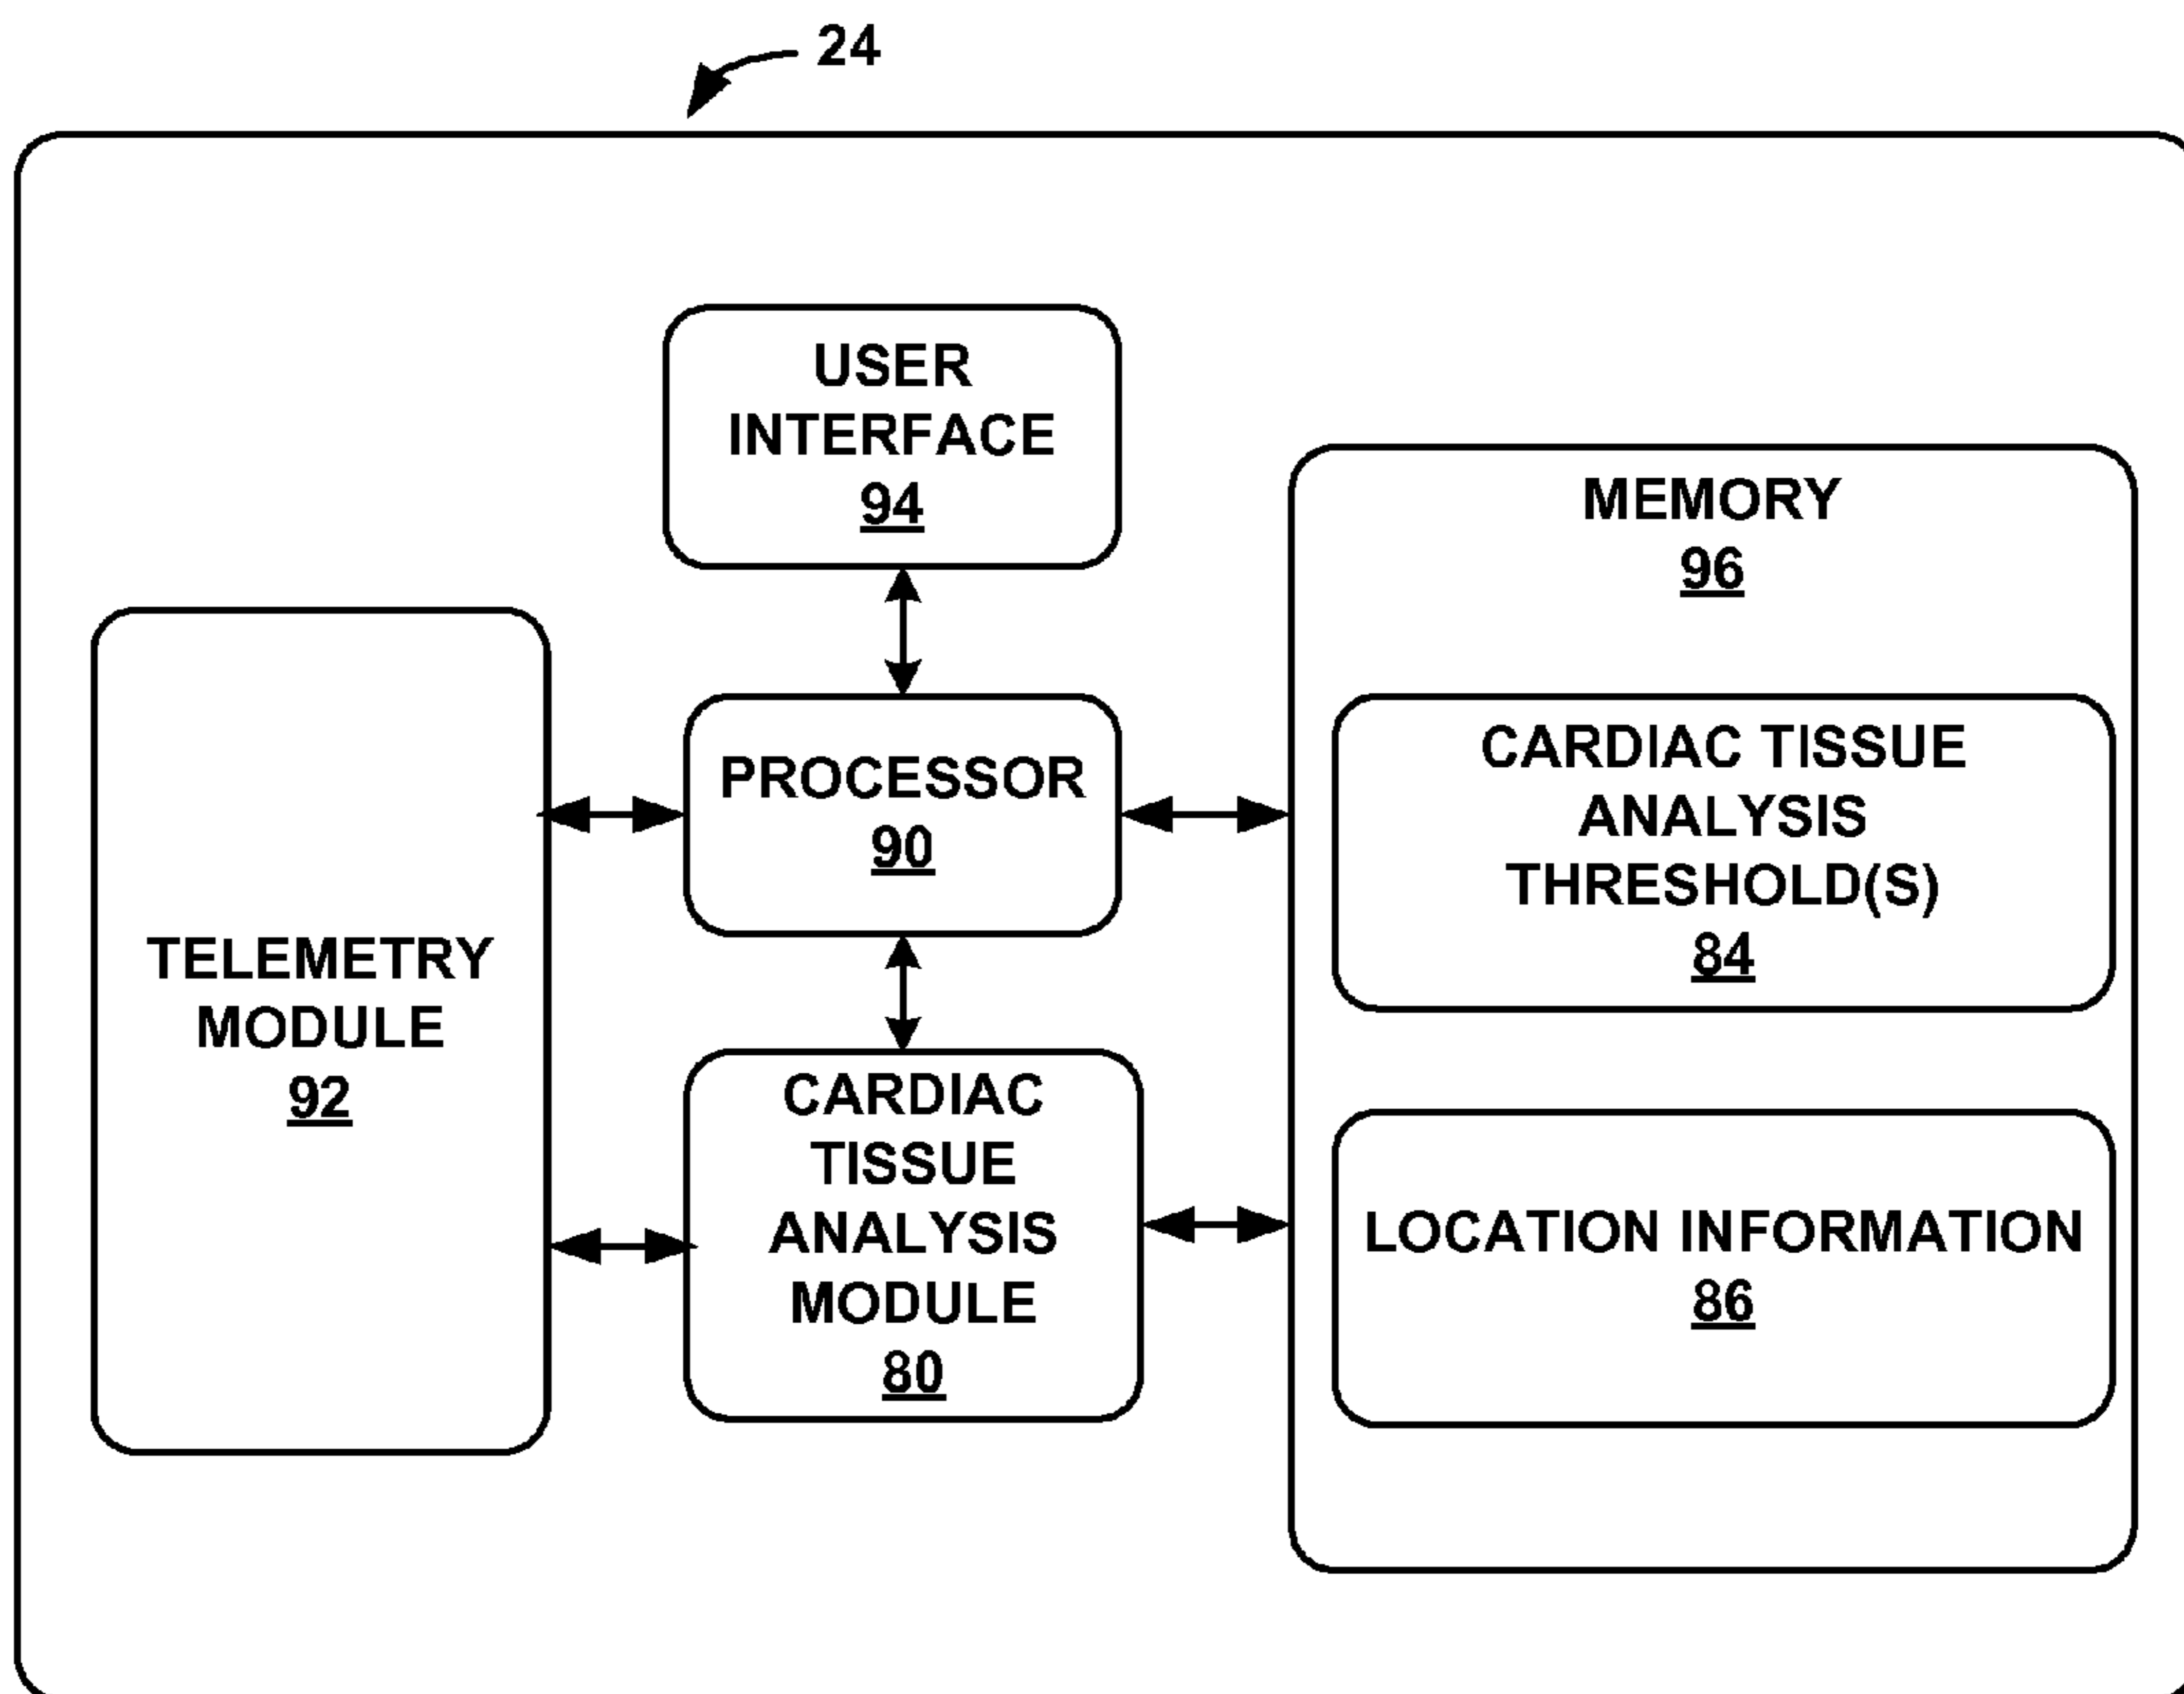 24
USER
INTERFACE
94
MEMORY
96
PROCESSOR
90
CARDIAC TISSUE
ANALYSIS
THRESHOLD(S)
84
TELEMETRY
MODULE
92
CARDIAC
TISSUE
ANALYSIS
MODULE
80
LOCATION INFORMATION
86